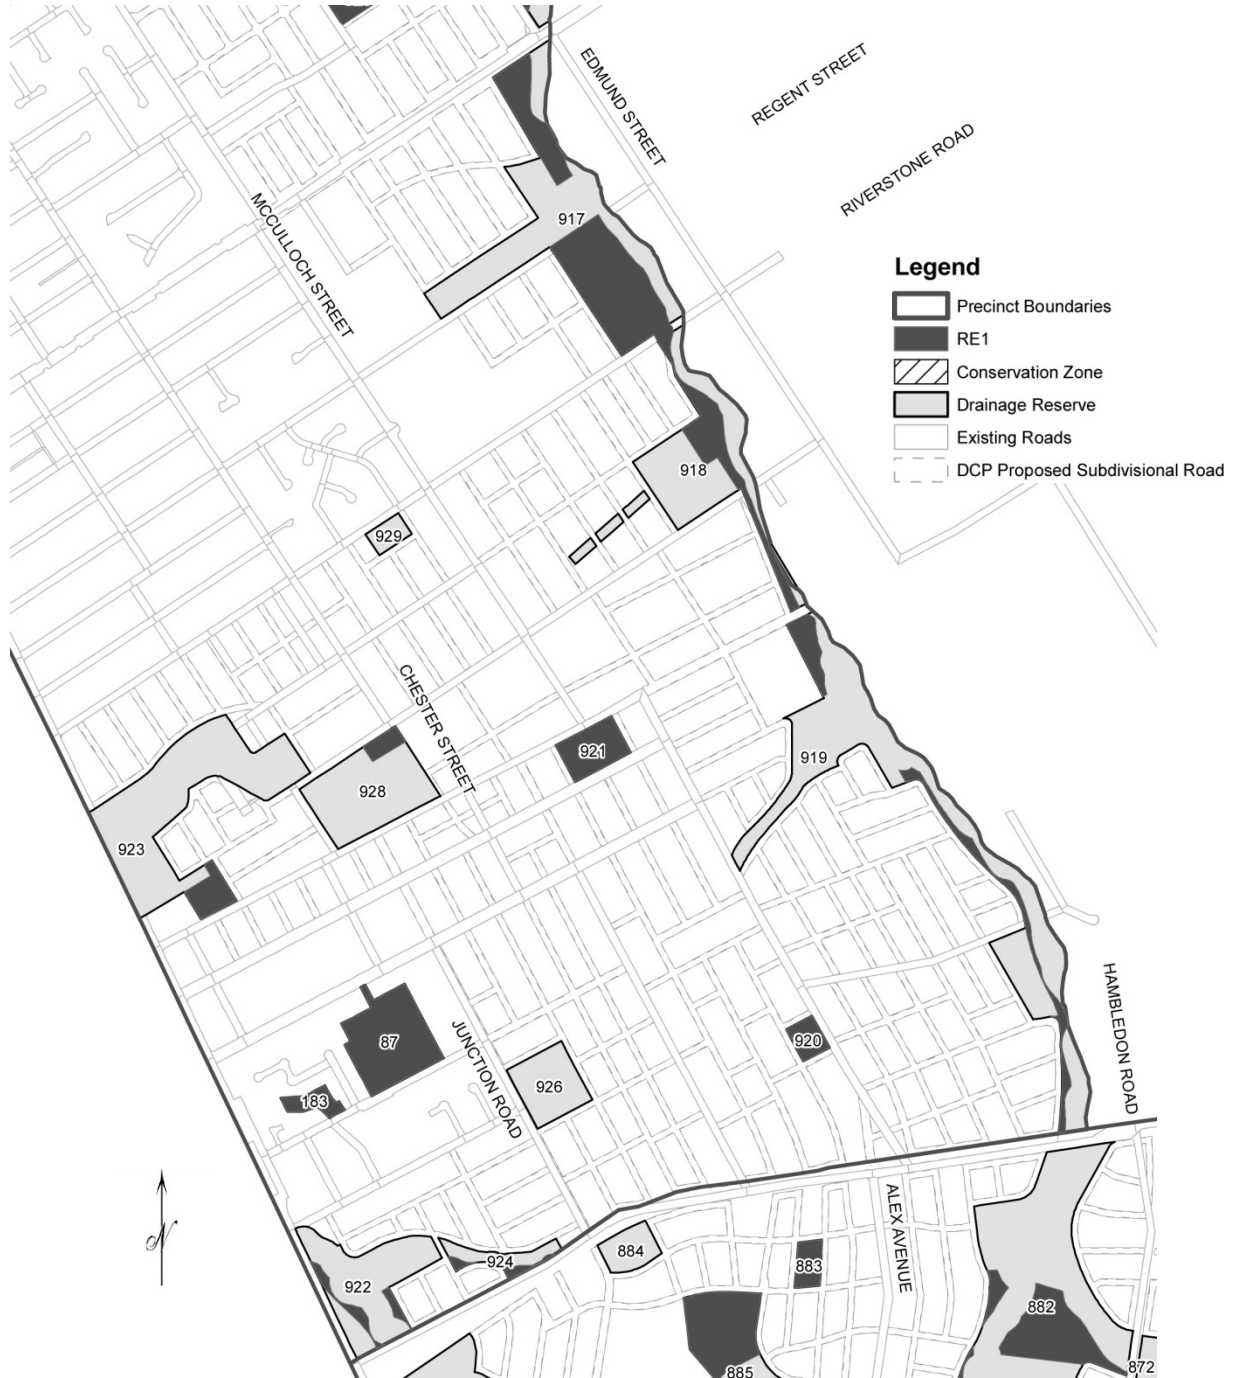 EDMUND STREET
REGENT STREET
RIVERSTONE ROAD
MCCULLOCH STREET
917
Legend
Precinct Boundaries
RE1
Conservation Zone
Drainage Reserve
Existing Roads
DCP Proposed Subdivisional Road
918
929
CHESTER STREET
921
919
928
923
HAMBLEDON ROAD
87
JUNCTION ROAD
920
926
183
N
ALEX AVENUE
884
924
883
922
882
872
885